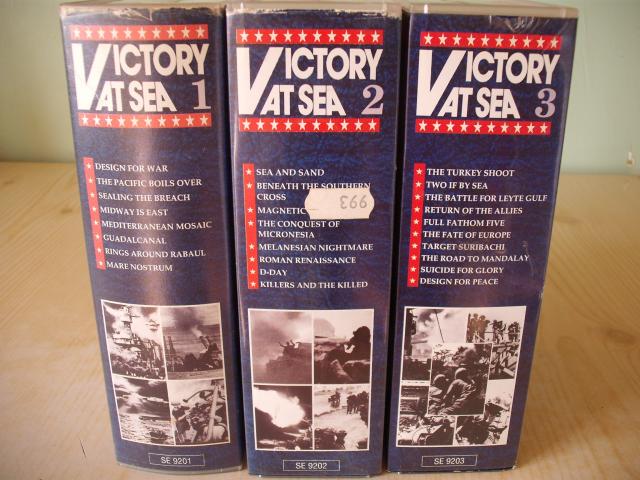 VICTORY
AT SEA 1
DESIGN FOR WAR
THE PACIFIC BOILS OVER
SEALING THE BREACH
MIDWAY IS EAST
MEDITERRANEAN MOSAIC
GUADALCANAL
RINGS AROUND RABAUL
MARE NOSTRUM
SE 9201
VICTORY
AT SEA 2
SEA AND SAND
BENEATH THE SOUTHERN
CROSS
MAGNETIC
THE CONQUEST OF
MICRONESIA
MELANESIAN NIGHTMARE
ROMAN RENAISSANCE
D-DAY
KILLERS AND THE KILLED
SE 9202
VICTORY
AT SEA 3
THE TURKEY SHOOT
TWO IF BY SEA
THE BATTLE FOR LEYTE GULF
RETURN OF THE ALLIES
FULL FATHOM FIVE
THE FATE OF EUROPE
TARGET SURIBACHI
THE ROAD TO MANDALAY
SUICIDE FOR GLORY
DESIGN FOR PEACE
SE 9203